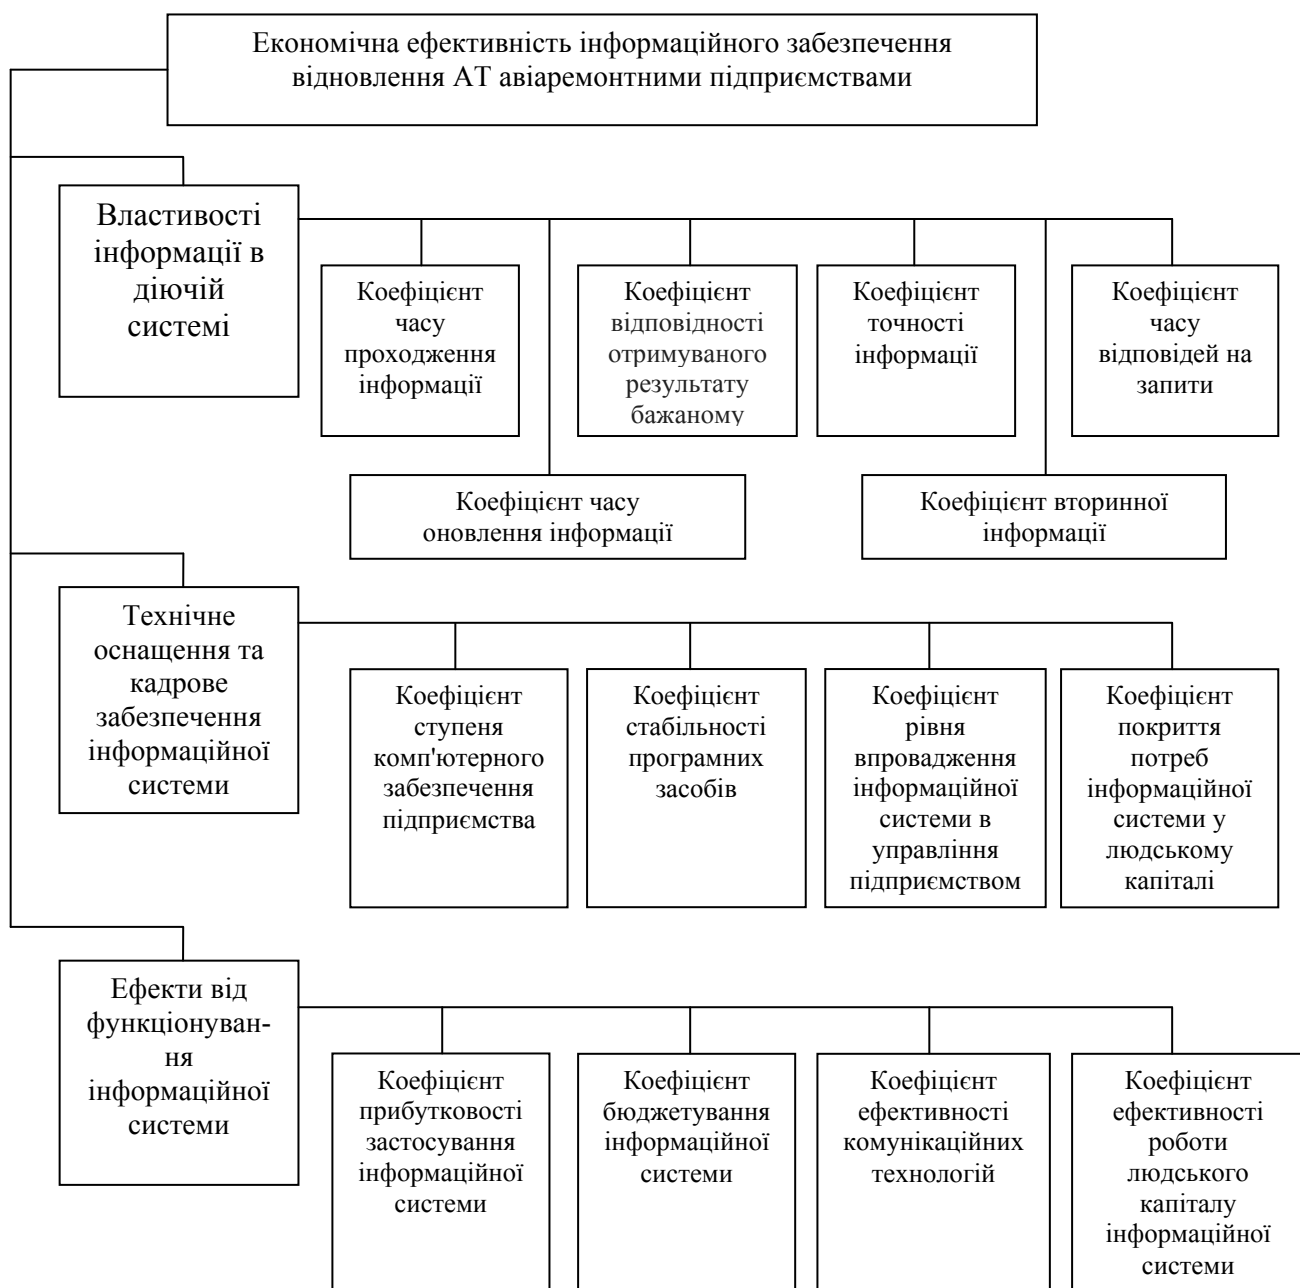 Економічна ефективність інформаційного забезпечення
відновлення АТ авіаремонтними підприємствами
Властивості
інформації в
діючій
системі
Коефіцієнт
часу
проходження
інформації
Коефіцієнт
відповідності
отримуваного
результату
бажаному
Коефіцієнт
точності
інформації
Коефіцієнт
часу
відповідей на
запити
Коефіцієнт часу
оновлення інформації
Коефіцієнт вторинної
інформації
Технічне
оснащення та
кадрове
забезпечення
інформаційної
системи
Коефіцієнт
ступеня
комп'ютерного
забезпечення
підприємства
Коефіцієнт
стабільності
програмних
засобів
Коефіцієнт
рівня
впровадження
інформаційної
системи в
управління
підприємством
Коефіцієнт
покриття
потреб
інформаційної
системи у
людському
капіталі
Ефекти від
функціонуван-
ня
інформаційної
системи
Коефіцієнт
прибутковості
застосування
інформаційної
системи
Коефіцієнт
бюджетування
інформаційної
системи
Коефіцієнт
ефективності
комунікаційних
технологій
Коефіцієнт
ефективності
роботи
людського
капіталу
інформаційної
системи